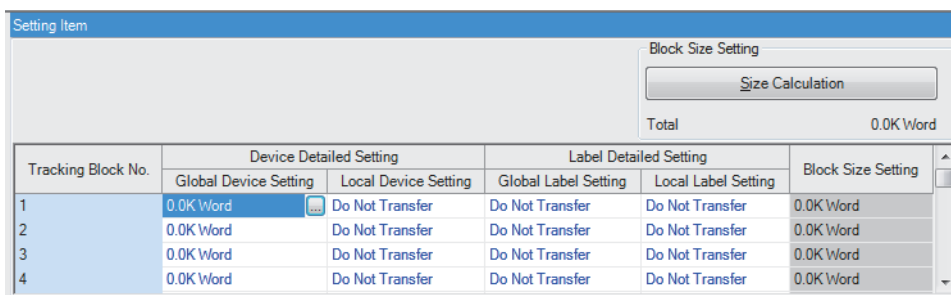 Setting Item
Block Size Setting
Size Calculation
Total 0.0K Word
Tracking Block No. Device Detailed Setting Label Detailed Setting Block Size Setting
Global Device Setting Local Device Setting Global Label Setting Local Label Setting
1 0.0K Word ... Do Not Transfer Do Not Transfer Do Not Transfer 0.0K Word
2 0.0K Word Do Not Transfer Do Not Transfer Do Not Transfer 0.0K Word
3 0.0K Word Do Not Transfer Do Not Transfer Do Not Transfer 0.0K Word
4 0.0K Word Do Not Transfer Do Not Transfer Do Not Transfer 0.0K Word